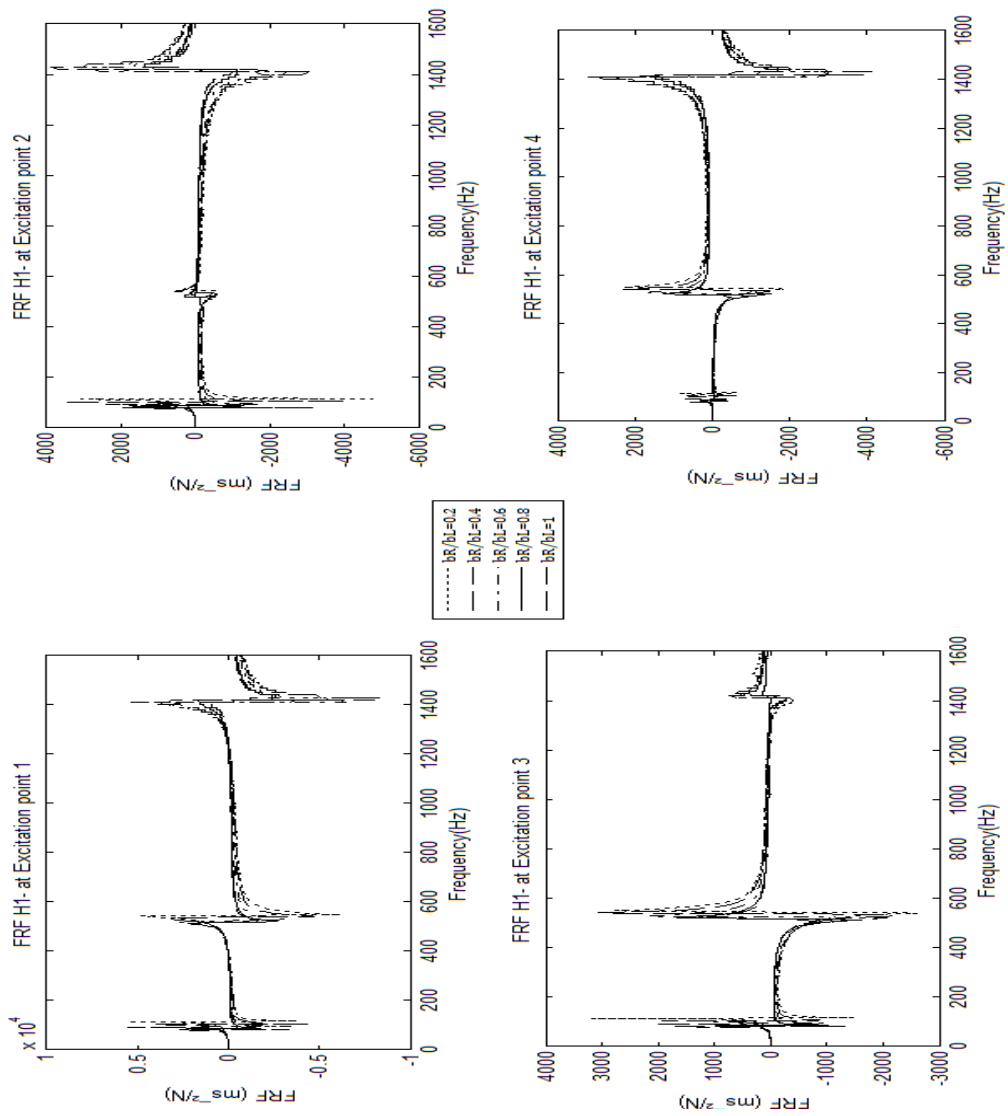 FRF H1- at Excitation point 1
x 10⁴
1
0.5
0
-0.5
-1
FRF (ms⁻²/N)
0 200 400 600 800 1000 1200 1400 1600
Frequency(Hz)
FRF H1- at Excitation point 2
4000
2000
0
-2000
-4000
-6000
FRF (ms⁻²/N)
0 200 400 600 800 1000 1200 1400 1600
Frequency(Hz)
bR/bL=0.2
bR/bL=0.4
bR/bL=0.6
bR/bL=0.8
bR/bL=1
FRF H1- at Excitation point 3
4000
3000
2000
1000
0
-1000
-2000
-3000
FRF (ms⁻²/N)
0 200 400 600 800 1000 1200 1400 1600
Frequency(Hz)
FRF H1- at Excitation point 4
4000
2000
0
-2000
-4000
-6000
FRF (ms⁻²/N)
0 200 400 600 800 1000 1200 1400 1600
Frequency(Hz)